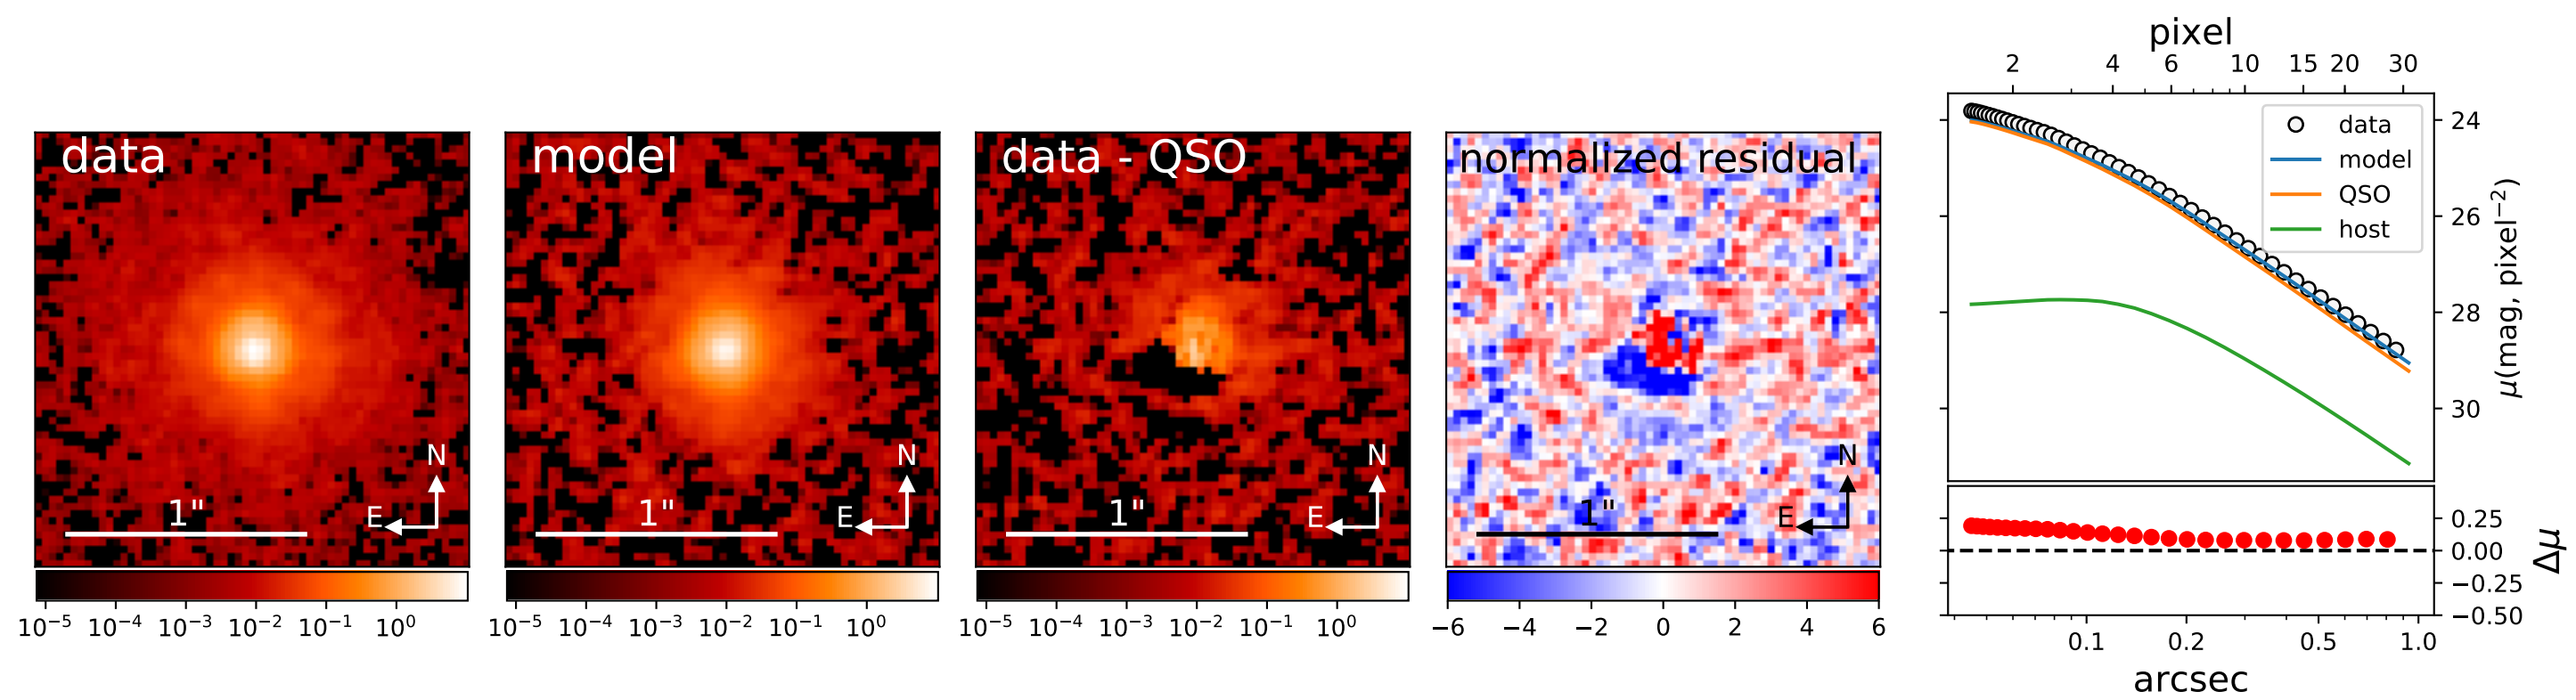 data
N
E
1"
10⁻⁵ 10⁻⁴ 10⁻³ 10⁻² 10⁻¹ 10⁰
model
N
E
1"
10⁻⁵ 10⁻⁴ 10⁻³ 10⁻² 10⁻¹ 10⁰
data - QSO
N
E
1"
10⁻⁵ 10⁻⁴ 10⁻³ 10⁻² 10⁻¹ 10⁰
normalized residual
N
E
1"
−6 −4 −2 0 2 4 6
pixel
2 4 6 10 15 20 30
data
model
QSO
host
24
26
28
30
μ(mag, pixel⁻²)
0.25
0.00
−0.25
−0.50
Δμ
0.1 0.2 0.5 1.0
arcsec